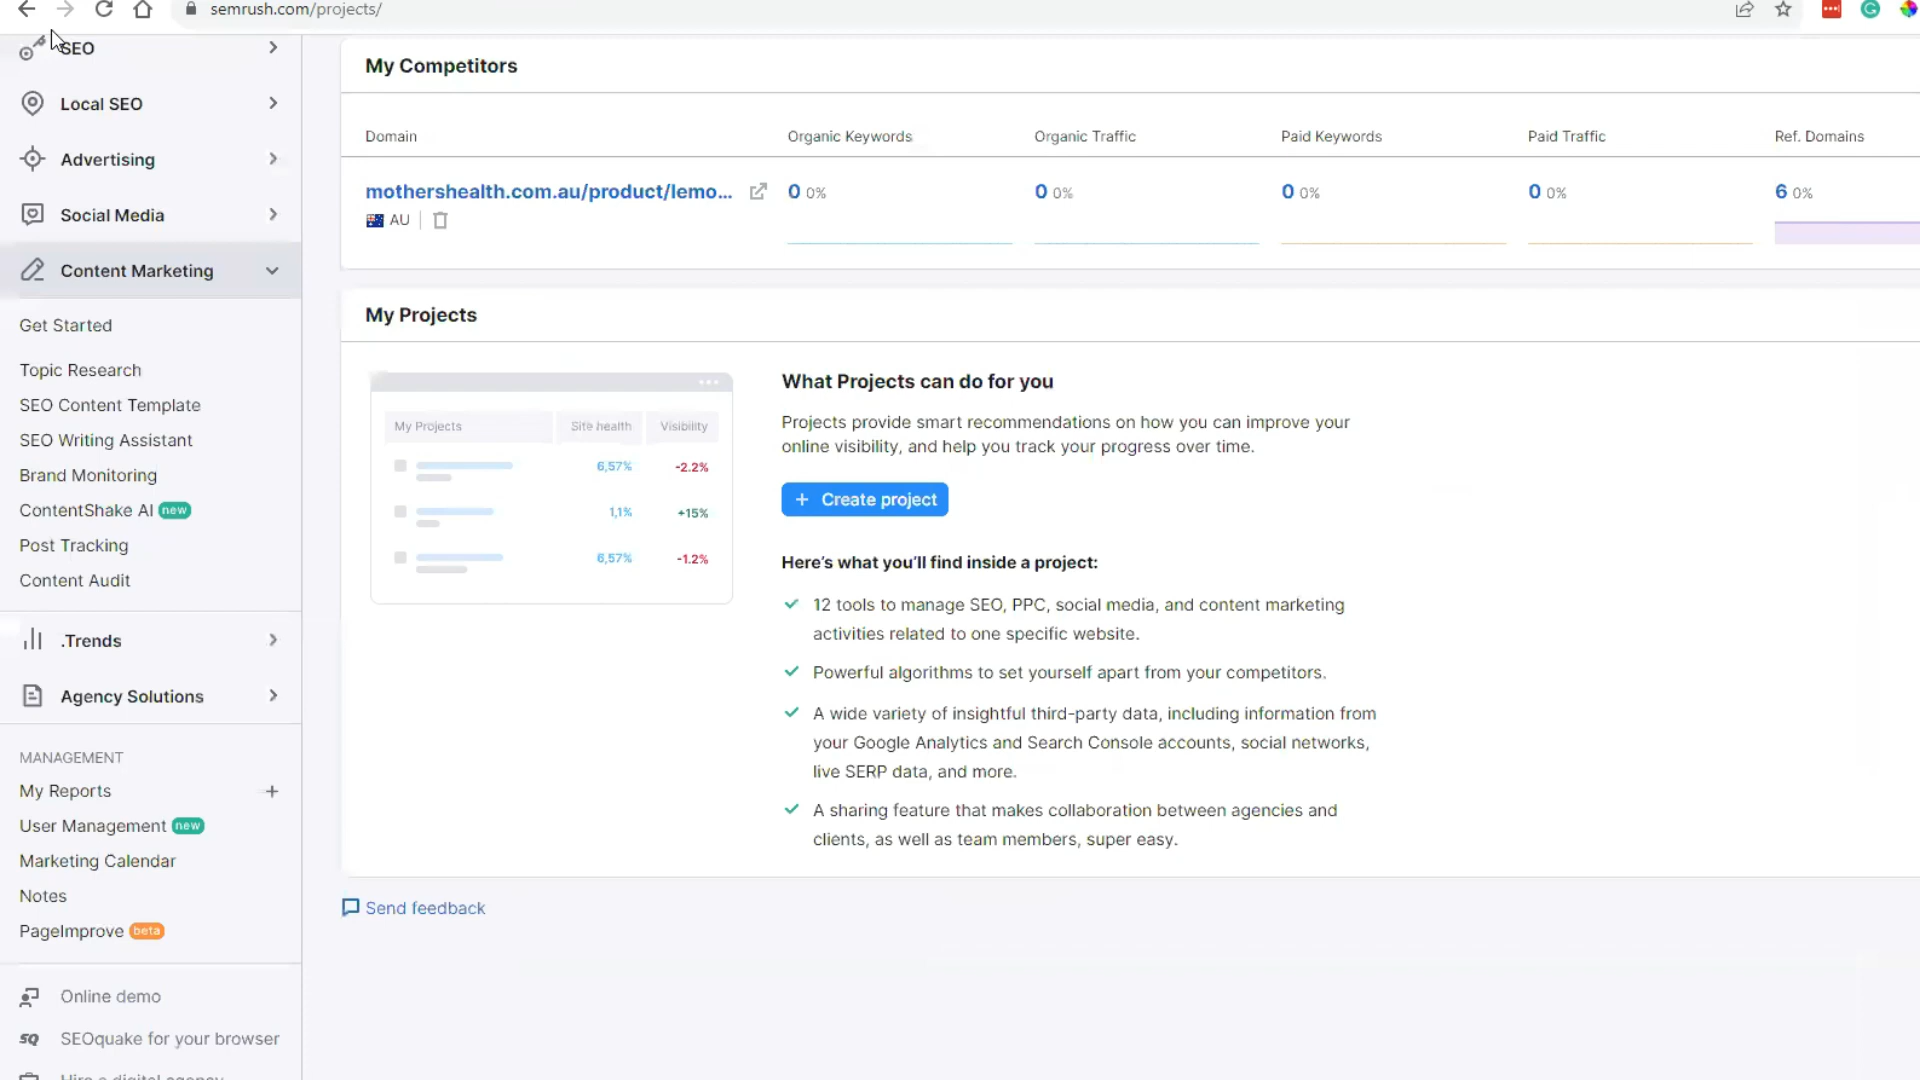 semrush.com/projects/
SEO
Local SEO
Advertising
Social Media
Content Marketing
Get Started
Topic Research
SEO Content Template
SEO Writing Assistant
Brand Monitoring
ContentShake AI new
Post Tracking
Content Audit
.Trends
Agency Solutions
MANAGEMENT
My Reports
User Management new
Marketing Calendar
Notes
PageImprove beta
Online demo
SQ SEOquake for your browser
Hire a digital agency
My Competitors
Domain Organic Keywords Organic Traffic Paid Keywords Paid Traffic Ref. Domains
mothershealth.com.au/product/lemo... 0 0% 0 0% 0 0% 0 0% 6 0%
AU
My Projects
My Projects Site health Visibility
6,57% -2.2%
1,1% +15%
6,57% -1.2%
What Projects can do for you
Projects provide smart recommendations on how you can improve your
online visibility, and help you track your progress over time.
+ Create project
Here's what you'll find inside a project:
12 tools to manage SEO, PPC, social media, and content marketing
activities related to one specific website.
Powerful algorithms to set yourself apart from your competitors.
A wide variety of insightful third-party data, including information from
your Google Analytics and Search Console accounts, social networks,
live SERP data, and more.
A sharing feature that makes collaboration between agencies and
clients, as well as team members, super easy.
Send feedback